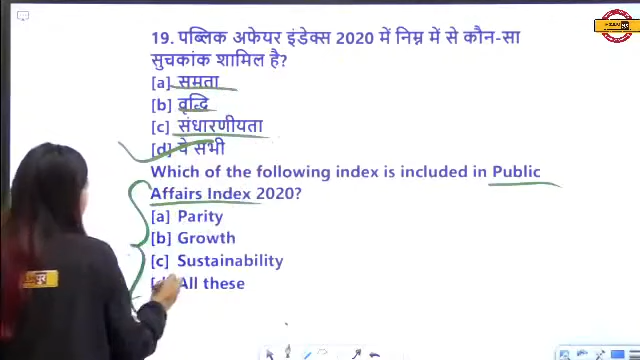 19. पब्लिक अफेयर इंडेक्स 2020 में निम्न में से कौन-सा
सुचकांक शामिल है?
[a] समता
[b] वृद्धि
[c] संधारणीयता
[d] ये सभी
Which of the following index is included in Public
Affairs Index 2020?
[a] Parity
[b] Growth
[c] Sustainability
All these